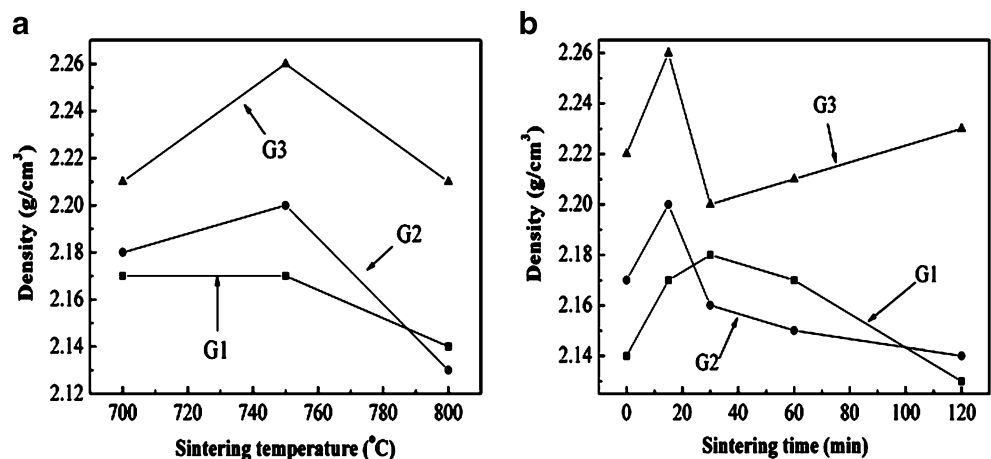 a
2.26
2.24
2.22
2.20
2.18
2.16
2.14
2.12
Density (g/cm³)
G3
G2
G1
700
720
740
760
780
800
Sintering temperature (°C)
b
2.26
2.24
2.22
2.20
2.18
2.16
2.14
Density (g/cm³)
G3
G1
G2
0
20
40
60
80
100
120
Sintering time (min)